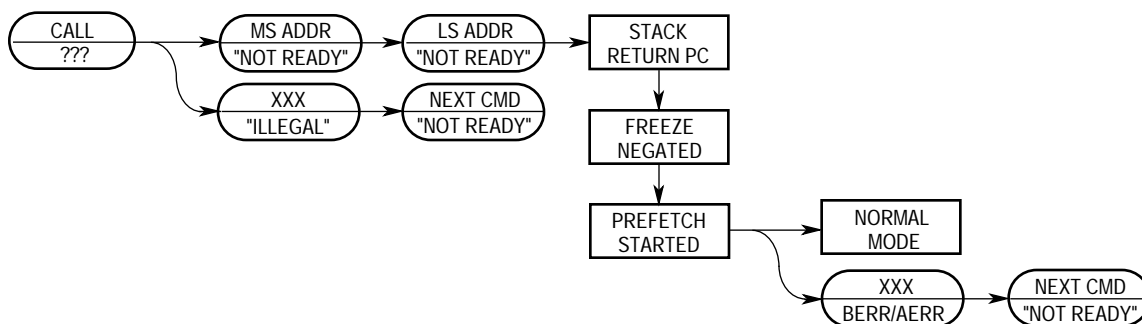 CALL
???
MS ADDR
"NOT READY"
LS ADDR
"NOT READY"
STACK
RETURN PC
XXX
"ILLEGAL"
NEXT CMD
"NOT READY"
FREEZE
NEGATED
PREFETCH
STARTED
NORMAL
MODE
XXX
BERR/AERR
NEXT CMD
"NOT READY"